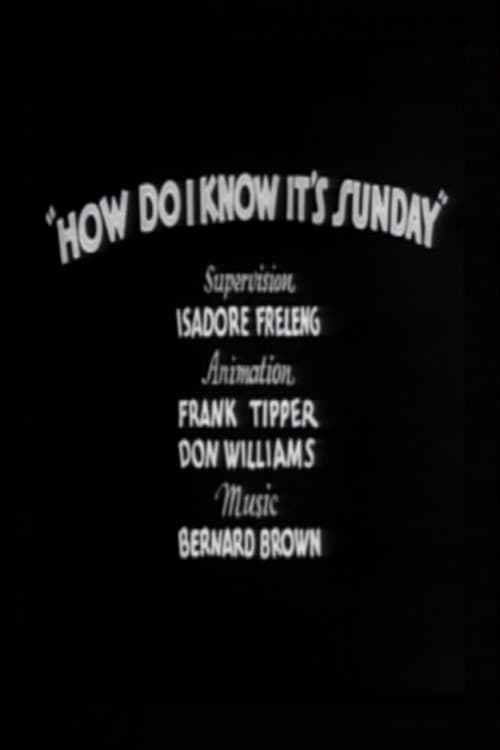 "HOW DO I KNOW IT'S SUNDAY"
Supervision
ISADORE FRELENG
Animation
FRANK TIPPER
DON WILLIAMS
Music
BERNARD BROWN